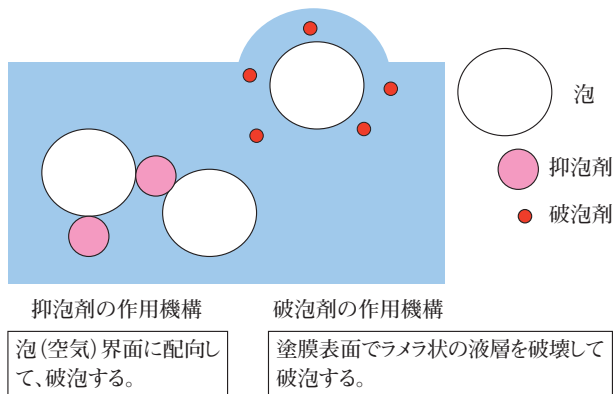 泡
抑泡剤
破泡剤
抑泡剤の作用機構
破泡剤の作用機構
泡(空気)界面に配向し
て、破泡する。
塗膜表面でラメラ状の液層を破壊して
破泡する。